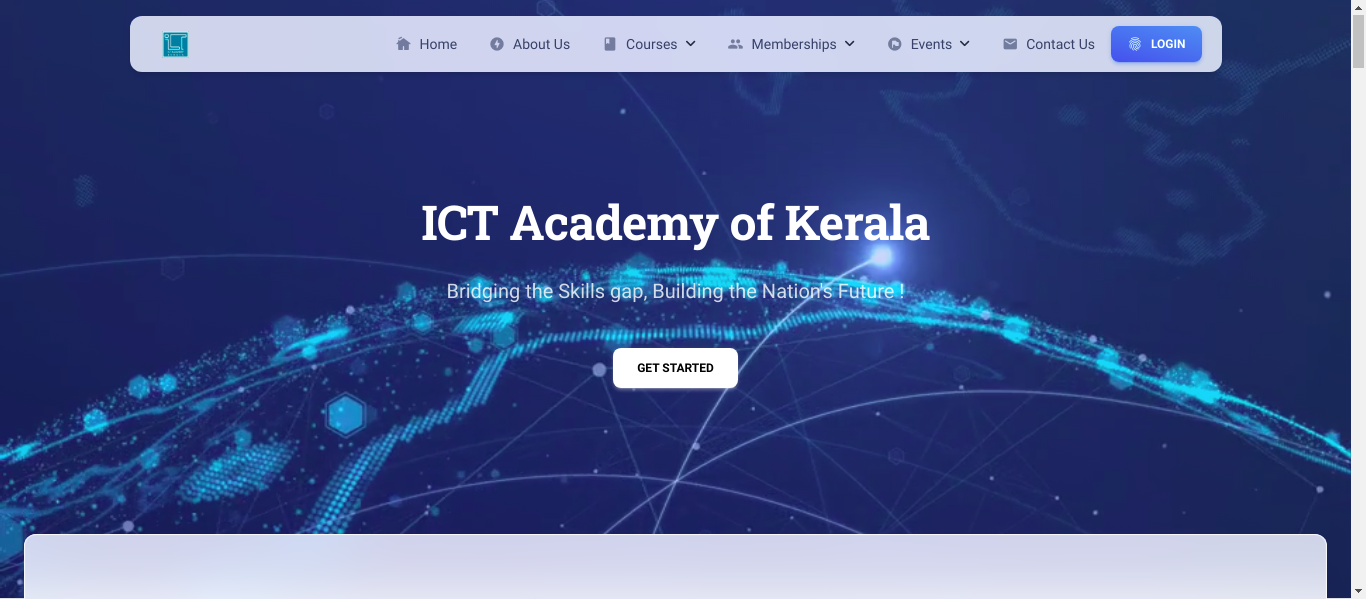 Home
About Us
Courses
Memberships
Events
Contact Us
LOGIN
ICT Academy of Kerala
Bridging the Skills gap, Building the Nation's Future !
GET STARTED